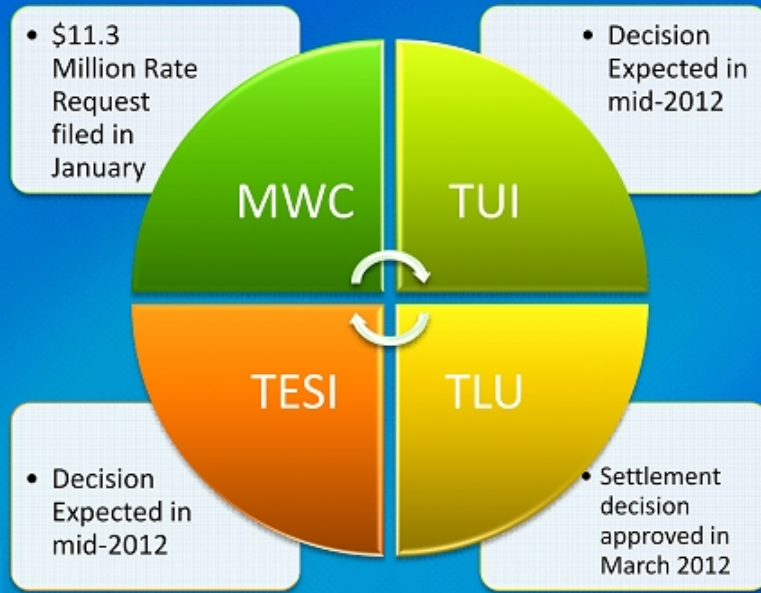 • $11.3
Million Rate
Request
filed in
January
• Decision
Expected in
mid-2012
MWC
TUI
TESI
TLU
• Decision
Expected in
mid-2012
• Settlement
decision
approved in
March 2012